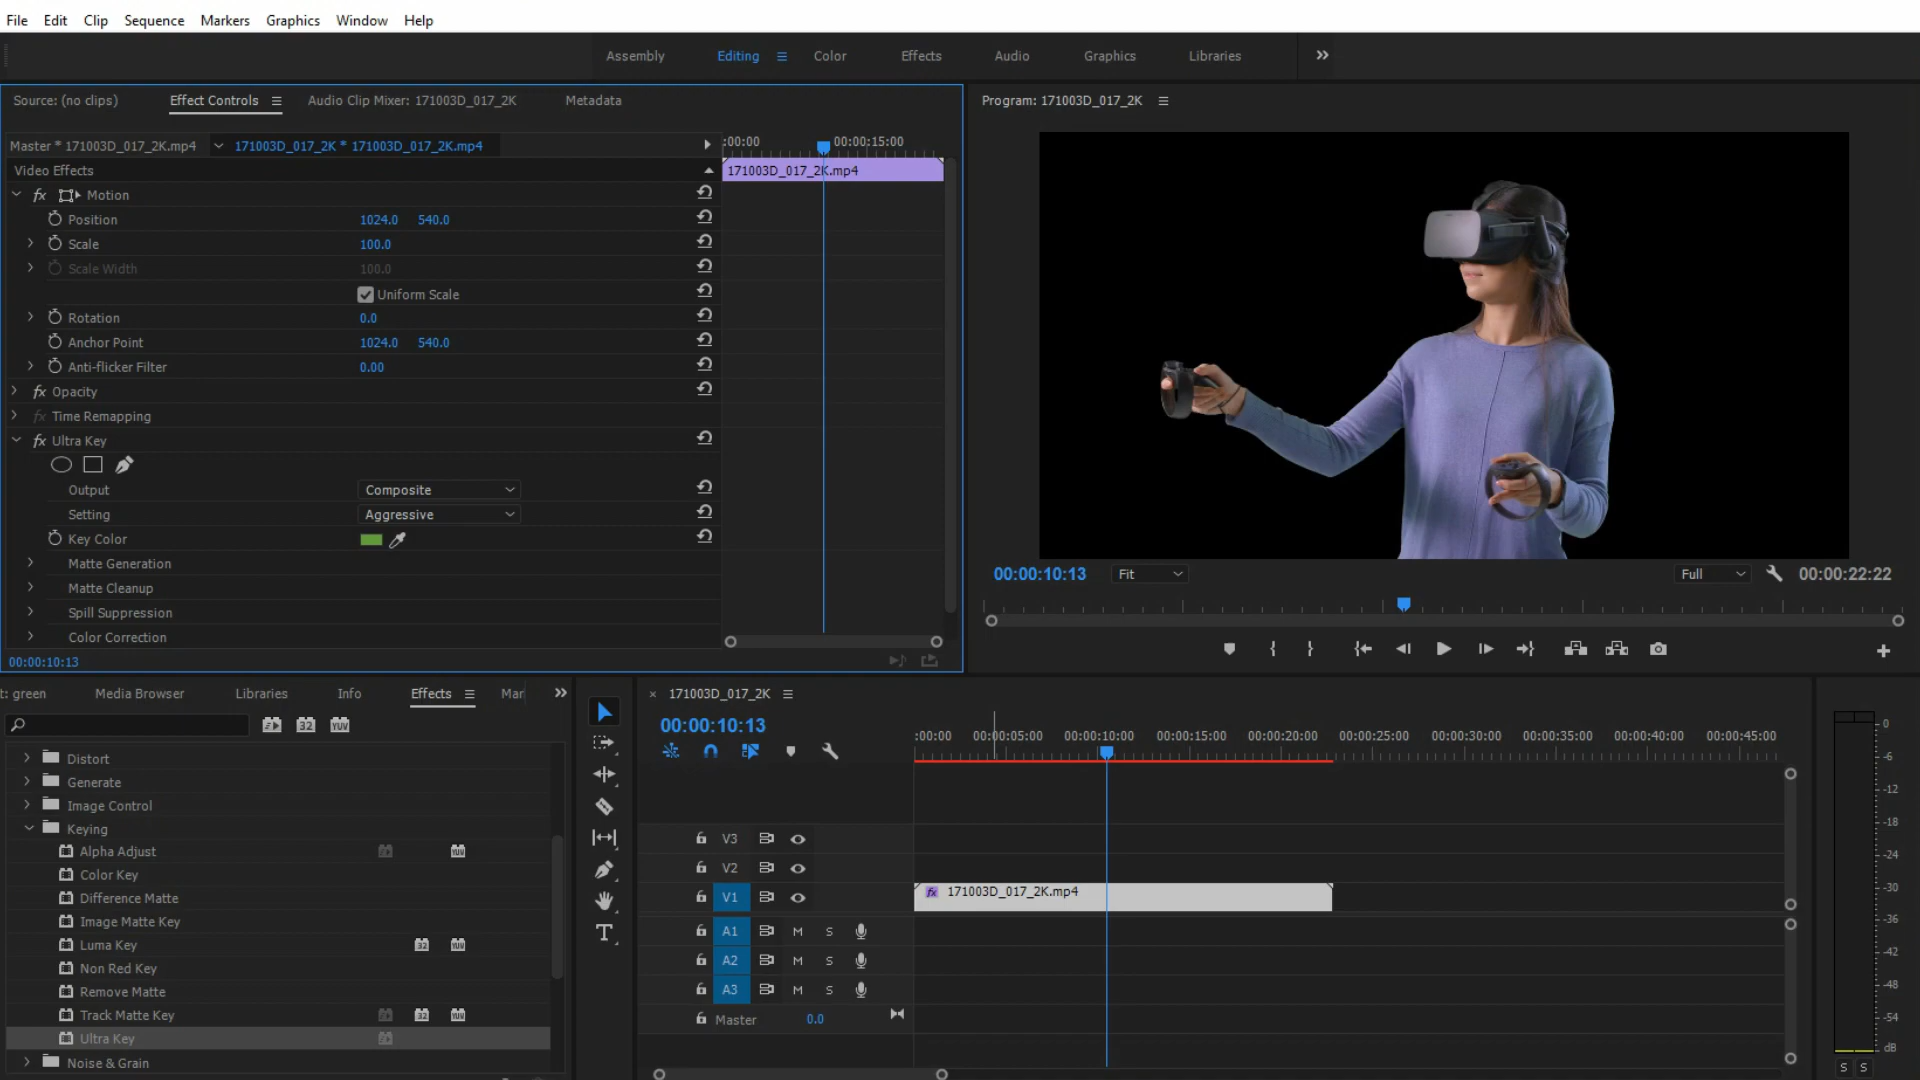 File Edit Clip Sequence Markers Graphics Window Help
Assembly Editing Color Effects Audio Graphics Libraries
Source: (no clips) Effect Controls Audio Clip Mixer: 171003D_017_2K Metadata
Program: 171003D_017_2K
Master * 171003D_017_2K.mp4 171003D_017_2K * 171003D_017_2K.mp4
:00:00 00:00:15:00
Video Effects
171003D_017_2K.mp4
fx Motion
Position 1024.0 540.0
Scale 100.0
Scale Width 100.0
Uniform Scale
Rotation 0.0
Anchor Point 1024.0 540.0
Anti-flicker Filter 0.00
fx Opacity
fx Time Remapping
fx Ultra Key
Output Composite
Setting Aggressive
Key Color
Matte Generation
Matte Cleanup
Spill Suppression
Color Correction
00:00:10:13
00:00:10:13 Fit Full 00:00:22:22
t: green Media Browser Libraries Info Effects Mar
32 YUV
Distort
Generate
Image Control
Keying
Alpha Adjust
Color Key
Difference Matte
Image Matte Key
Luma Key
Non Red Key
Remove Matte
Track Matte Key
Ultra Key
Noise & Grain
171003D_017_2K
00:00:10:13
:00:00 00:00:05:00 00:00:10:00 00:00:15:00 00:00:20:00 00:00:25:00 00:00:30:00 00:00:35:00 00:00:40:00 00:00:45:00
V3
V2
V1 fx 171003D_017_2K.mp4
A1 M S
A2 M S
A3 M S
Master 0.0
0
-6
-12
-18
-24
-30
-36
-42
-48
-54
dB
S S